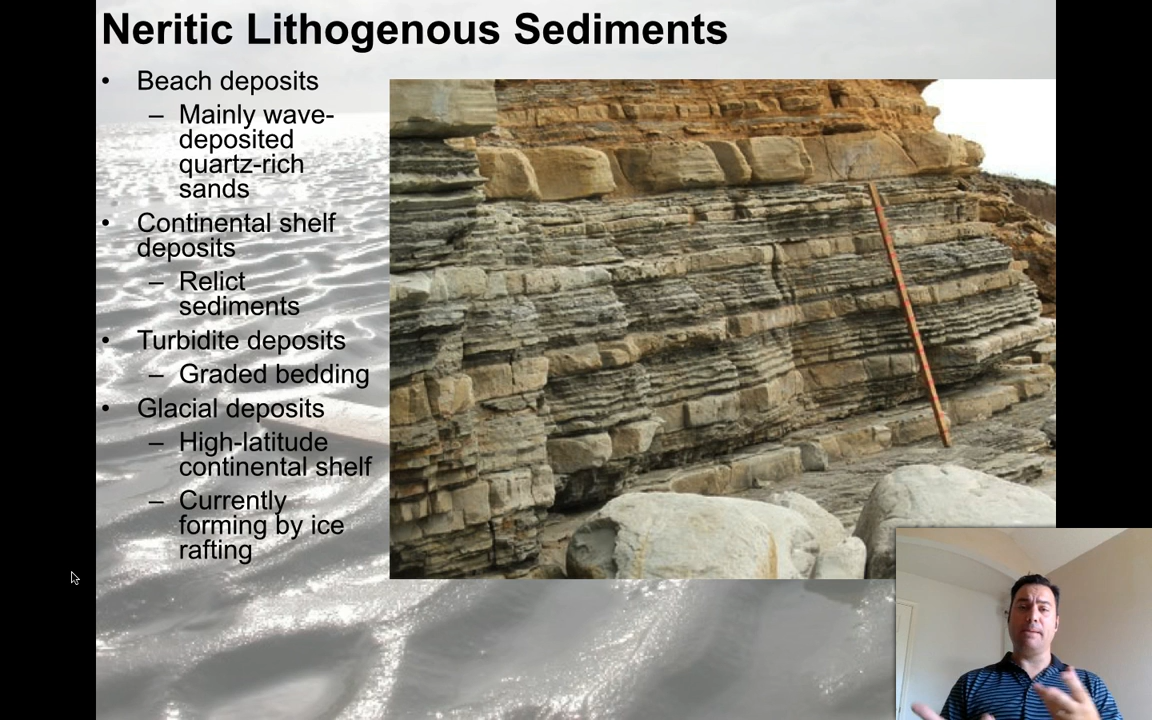 Neritic Lithogenous Sediments
• Beach deposits
– Mainly wave-
deposited
quartz-rich
sands
• Continental shelf
deposits
– Relict
sediments
• Turbidite deposits
– Graded bedding
• Glacial deposits
– High-latitude
continental shelf
– Currently
forming by ice
rafting